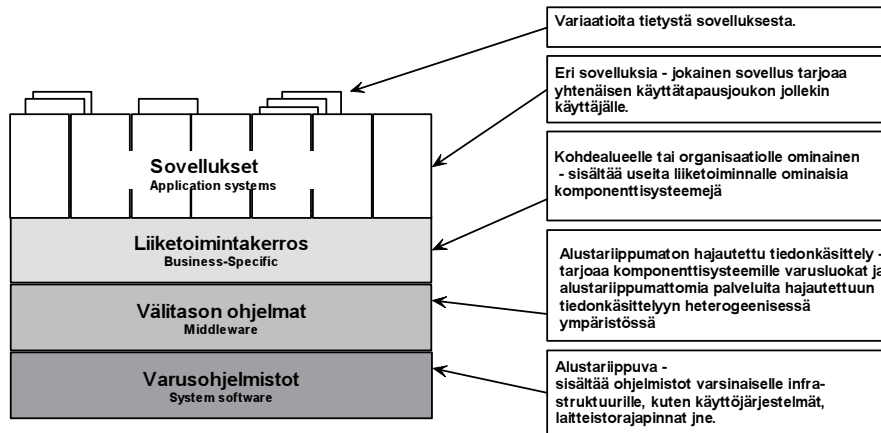 Variaatioita tietystä sovelluksesta.
Eri sovelluksia - jokainen sovellus tarjoaa
yhtenäisen käyttätapausjoukon jollekin
käyttäjälle.
Sovellukset
Application systems
Kohdealueelle tai organisaatiolle ominainen
- sisältää useita liiketoiminnalle ominaisia
komponenttisysteemejä
Liiketoimintakerros
Business-Specific
Alustariippumaton hajautettu tiedonkäsittely -
tarjoaa komponenttisysteemille varusluokat ja
alustariippumattomia palveluita hajautettuun
tiedonkäsittelyyn heterogeenisessä
ympäristössä
Välitason ohjelmat
Middleware
Alustariippuva -
sisältää ohjelmistot varsinaiselle infra-
struktuurille, kuten käyttöjärjestelmät,
laitteistorajapinnat jne.
Varusohjelmistot
System software